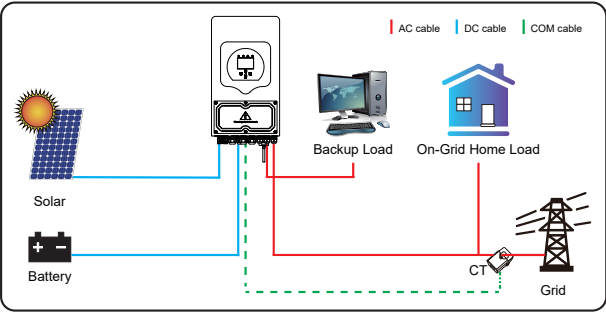 AC cable
DC cable
COM cable
Backup Load
On-Grid Home Load
Solar
Battery
CT
Grid